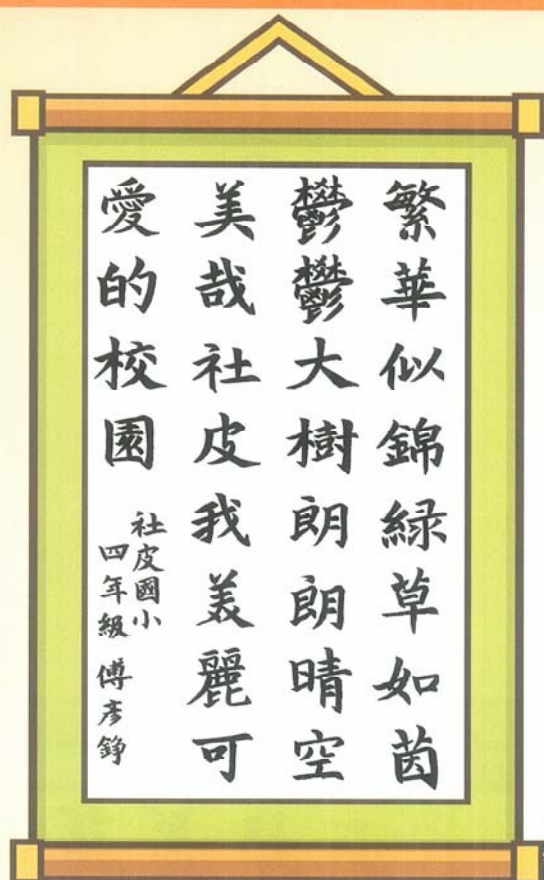 繁華似錦綠草如茵
鬱鬱大樹朗朗晴空
美哉社皮我美麗可
愛的校園
社皮國小
四年級 傅彥錚